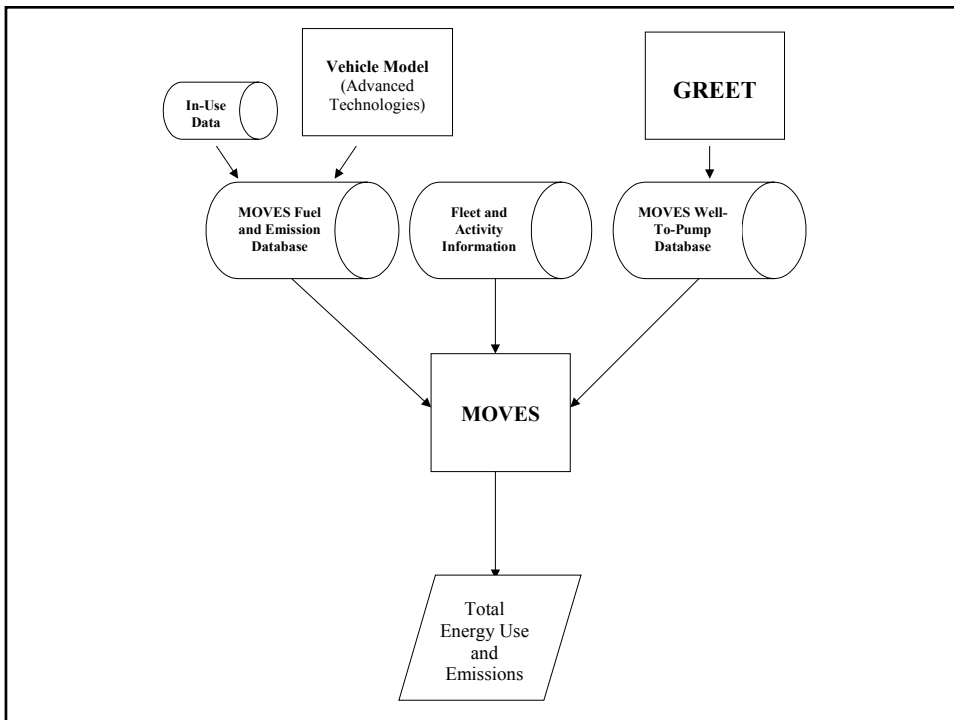 Vehicle Model
(Advanced
Technologies)
GREET
In-Use
Data
MOVES Fuel
and Emission
Database
Fleet and
Activity
Information
MOVES Well-
To-Pump
Database
MOVES
Total
Energy Use
and
Emissions